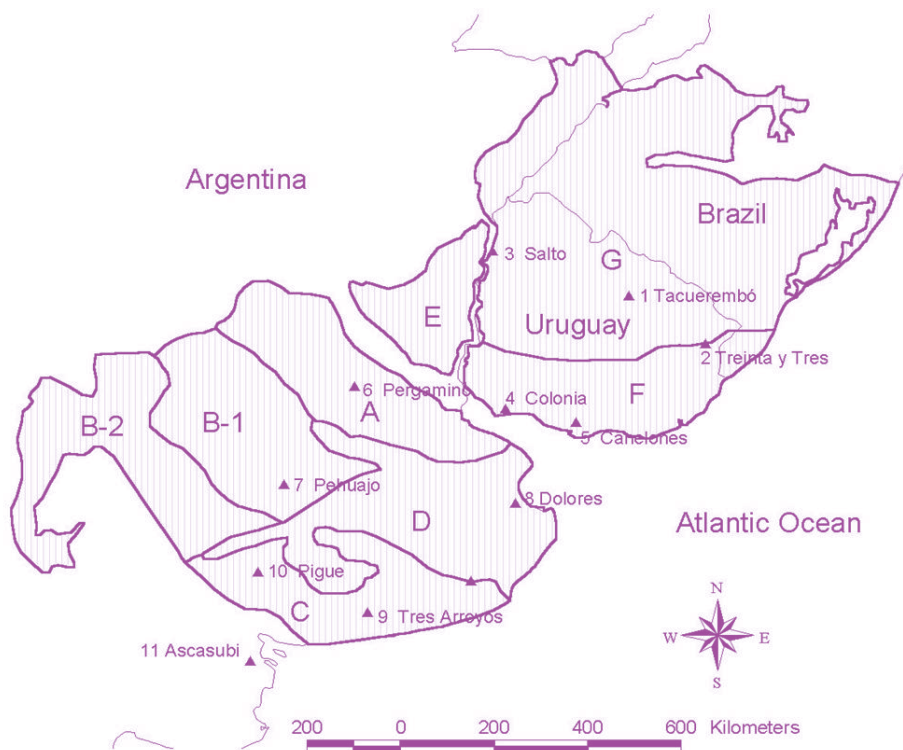 Argentina
Brazil
3 Salto
G
1 Tacuerembó
E
Uruguay
2 Treinta y Tres
6 Pergamino
4 Colonia
F
A
B-2
B-1
5 Canelones
7 Pehuajo
8 Dolores
D
Atlantic Ocean
10 Pigue
C
9 Tres Arroyos
N
W E
S
11 Ascasubi
200 0 200 400 600 Kilometers